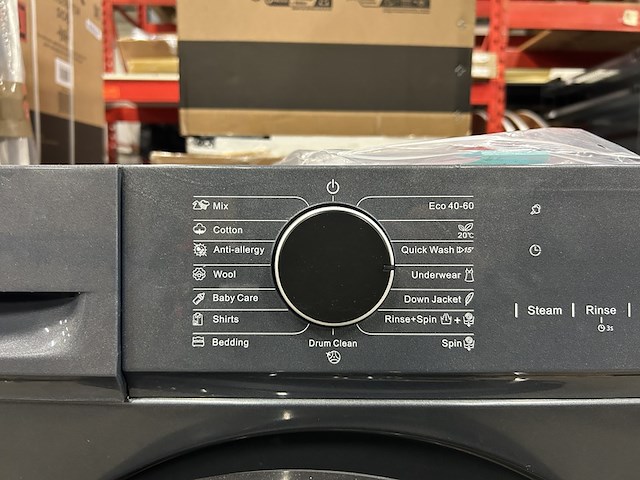 Mix
Cotton
Anti-allergy
Wool
Baby Care
Shirts
Bedding
Drum Clean
Eco 40-60
20℃
Quick Wash 15'
Underwear
Down Jacket
Rinse+Spin +
Spin
Steam
Rinse
3s